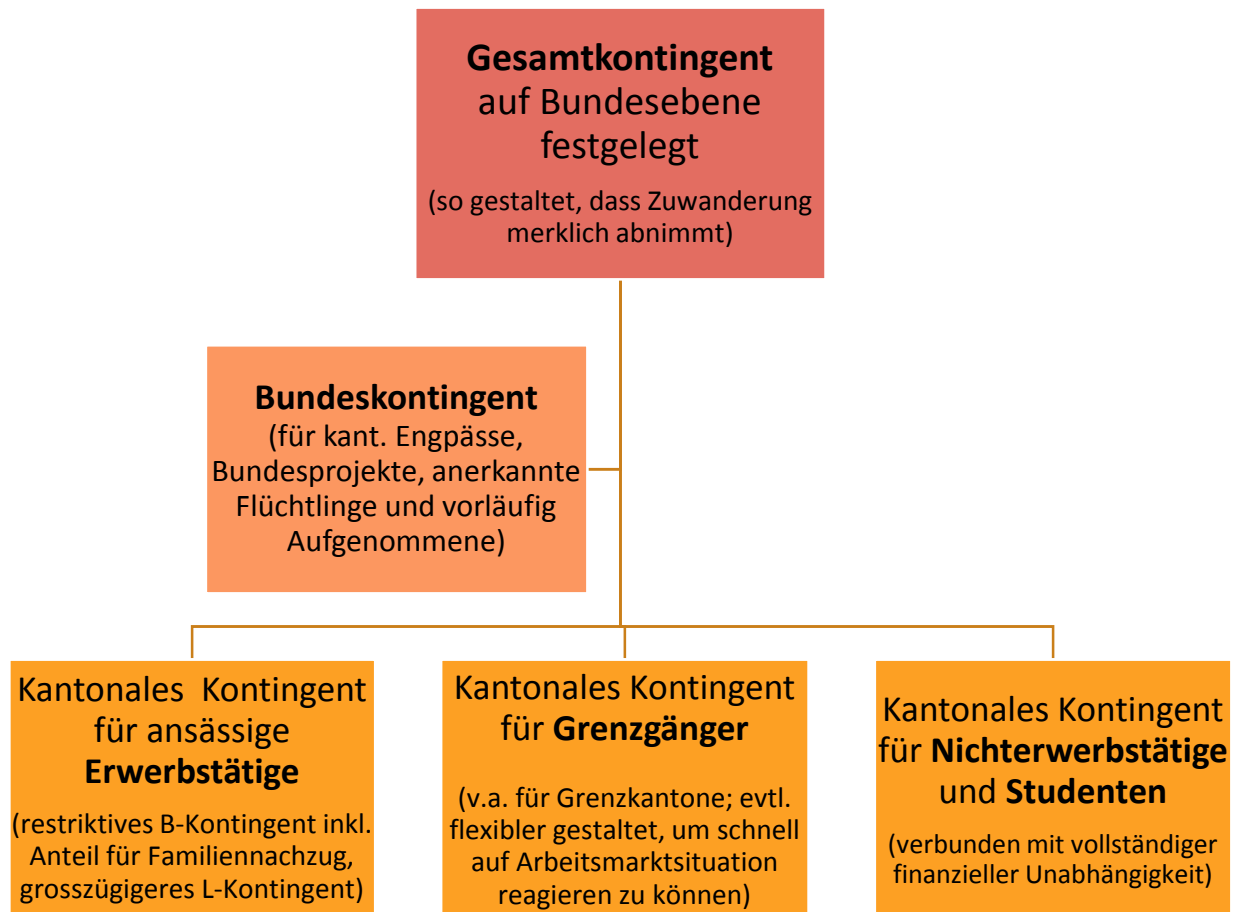 Gesamtkontingent
auf Bundesebene
festgelegt
(so gestaltet, dass Zuwanderung
merklich abnimmt)
Bundeskontingent
(für kant. Engpässe,
Bundesprojekte, anerkannte
Flüchtlinge und vorläufig
Aufgenommene)
Kantonales Kontingent
für ansässige
Erwerbstätige
(restriktives B-Kontingent inkl.
Anteil für Familiennachzug,
grosszügigeres L-Kontingent)
Kantonales Kontingent
für Grenzgänger
(v.a. für Grenzkantone; evtl.
flexibler gestaltet, um schnell
auf Arbeitsmarktsituation
reagieren zu können)
Kantonales Kontingent
für Nichterwerbstätige
und Studenten
(verbunden mit vollständiger
finanzieller Unabhängigkeit)